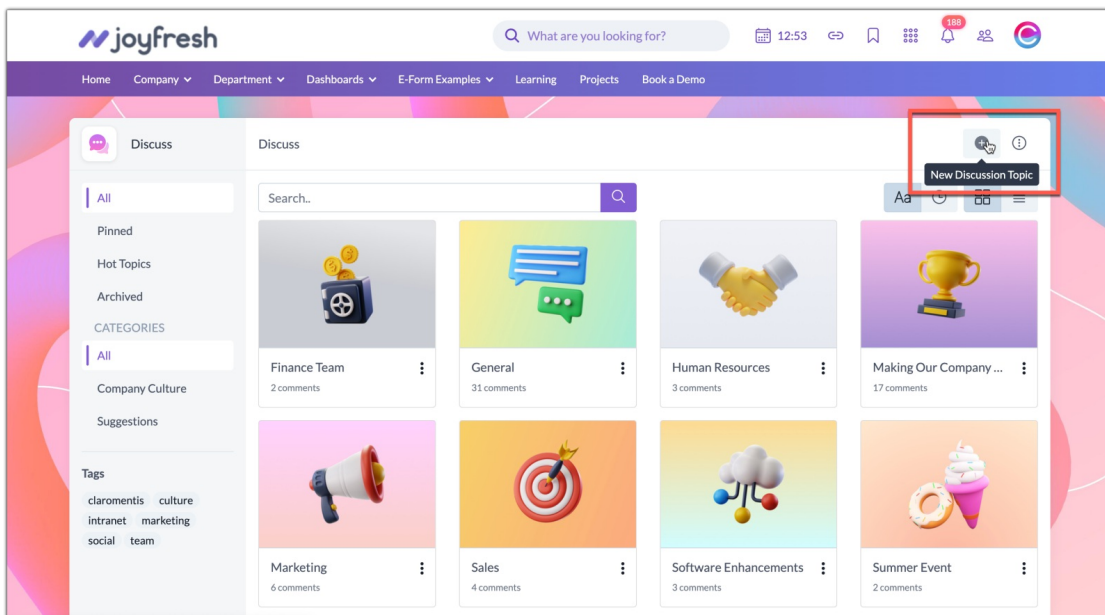 joyfresh
What are you looking for?
12:53
188
Home Company Department Dashboards E-Form Examples Learning Projects Book a Demo
Discuss
Discuss
New Discussion Topic
All
Pinned
Hot Topics
Archived
CATEGORIES
All
Company Culture
Suggestions
Tags
claromentis culture
intranet marketing
social team
Search..
Aa
Finance Team
2 comments
General
31 comments
Human Resources
3 comments
Making Our Company ...
17 comments
Marketing
6 comments
Sales
4 comments
Software Enhancements
3 comments
Summer Event
2 comments